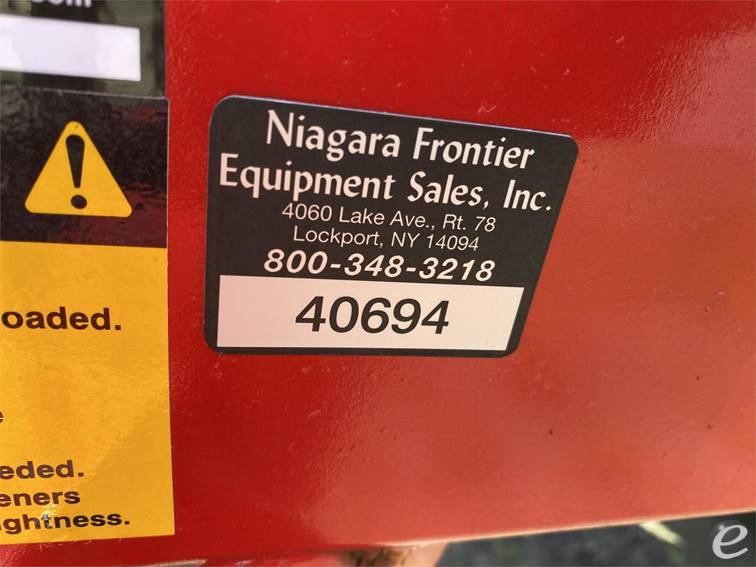 Niagara Frontier
Equipment Sales, Inc.
4060 Lake Ave., Rt. 78
Lockport, NY 14094
800-348-3218
40694
oaded.
eded.
eners
ghtness.
e